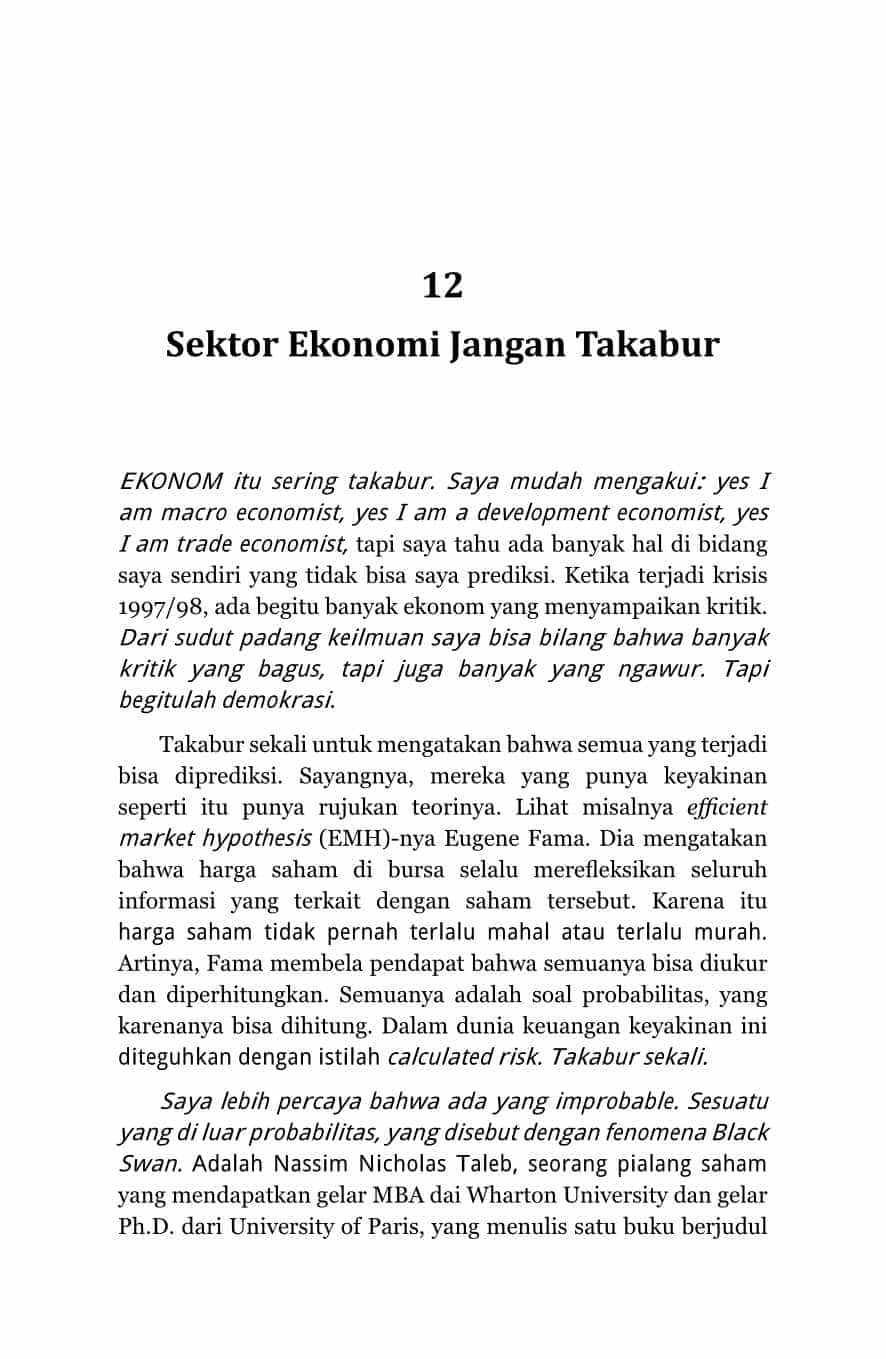 12
Sektor Ekonomi Jangan Takabur
EKONOM itu sering takabur. Saya mudah mengakui: yes I
am macro economist, yes I am a development economist, yes
I am trade economist, tapi saya tahu ada banyak hal di bidang
saya sendiri yang tidak bisa saya prediksi. Ketika terjadi krisis
1997/98, ada begitu banyak ekonom yang menyampaikan kritik.
Dari sudut padang keilmuan saya bisa bilang bahwa banyak
kritik yang bagus, tapi juga banyak yang ngawur. Tapi
begitulah demokrasi.
Takabur sekali untuk mengatakan bahwa semua yang terjadi
bisa diprediksi. Sayangnya, mereka yang punya keyakinan
seperti itu punya rujukan teorinya. Lihat misalnya efficient
market hypothesis (EMH)-nya Eugene Fama. Dia mengatakan
bahwa harga saham di bursa selalu merefleksikan seluruh
informasi yang terkait dengan saham tersebut. Karena itu
harga saham tidak pernah terlalu mahal atau terlalu murah.
Artinya, Fama membela pendapat bahwa semuanya bisa diukur
dan diperhitungkan. Semuanya adalah soal probabilitas, yang
karenanya bisa dihitung. Dalam dunia keuangan keyakinan ini
diteguhkan dengan istilah calculated risk. Takabur sekali.
Saya lebih percaya bahwa ada yang improbable. Sesuatu
yang di luar probabilitas, yang disebut dengan fenomena Black
Swan. Adalah Nassim Nicholas Taleb, seorang pialang saham
yang mendapatkan gelar MBA dai Wharton University dan gelar
Ph.D. dari University of Paris, yang menulis satu buku berjudul